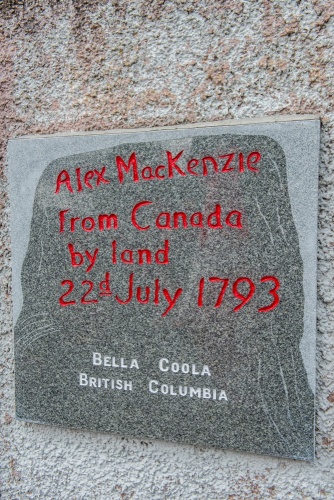 Alex MacKenzie
From Canada
by land
22d July 1793
BELLA COOLA
BRITISH COLUMBIA